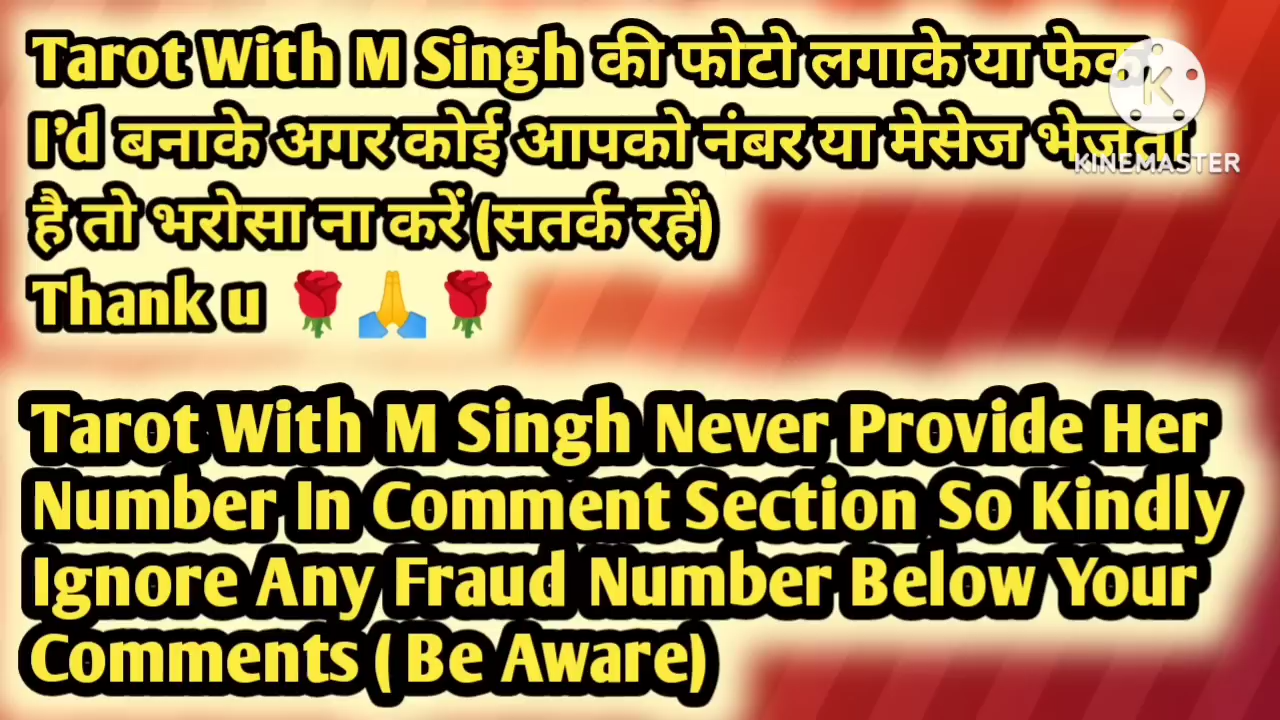 Tarot With M Singh की फोटो लगाके या फेक
I'd बनाके अगर कोई आपको नंबर या मेसेज भेजता
है तो भरोसा ना करें (सतर्क रहें)
Thank u 🌹🙏🌹
K
KINEMASTER
Tarot With M Singh Never Provide Her
Number In Comment Section So Kindly
Ignore Any Fraud Number Below Your
Comments ( Be Aware)